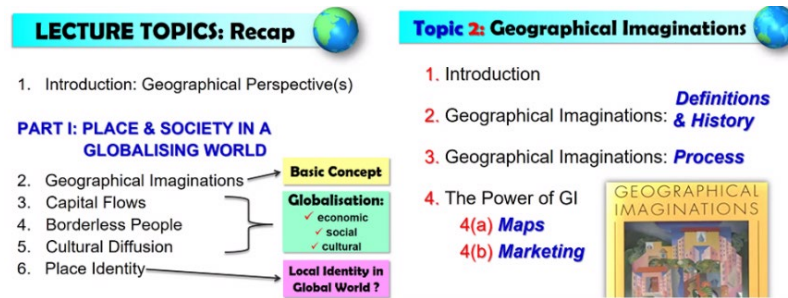 LECTURE TOPICS: Recap
1. Introduction: Geographical Perspective(s)
PART I: PLACE & SOCIETY IN A
GLOBALISING WORLD
2. Geographical Imaginations
3. Capital Flows
4. Borderless People
5. Cultural Diffusion
6. Place Identity
Basic Concept
Globalisation:
✓ economic
✓ social
✓ cultural
Local Identity in
Global World ?
Topic 2: Geographical Imaginations
1. Introduction
2. Geographical Imaginations: Definitions
& History
3. Geographical Imaginations: Process
4. The Power of GI
4(a) Maps
4(b) Marketing
GEOGRAPHICAL
IMAGINATIONS